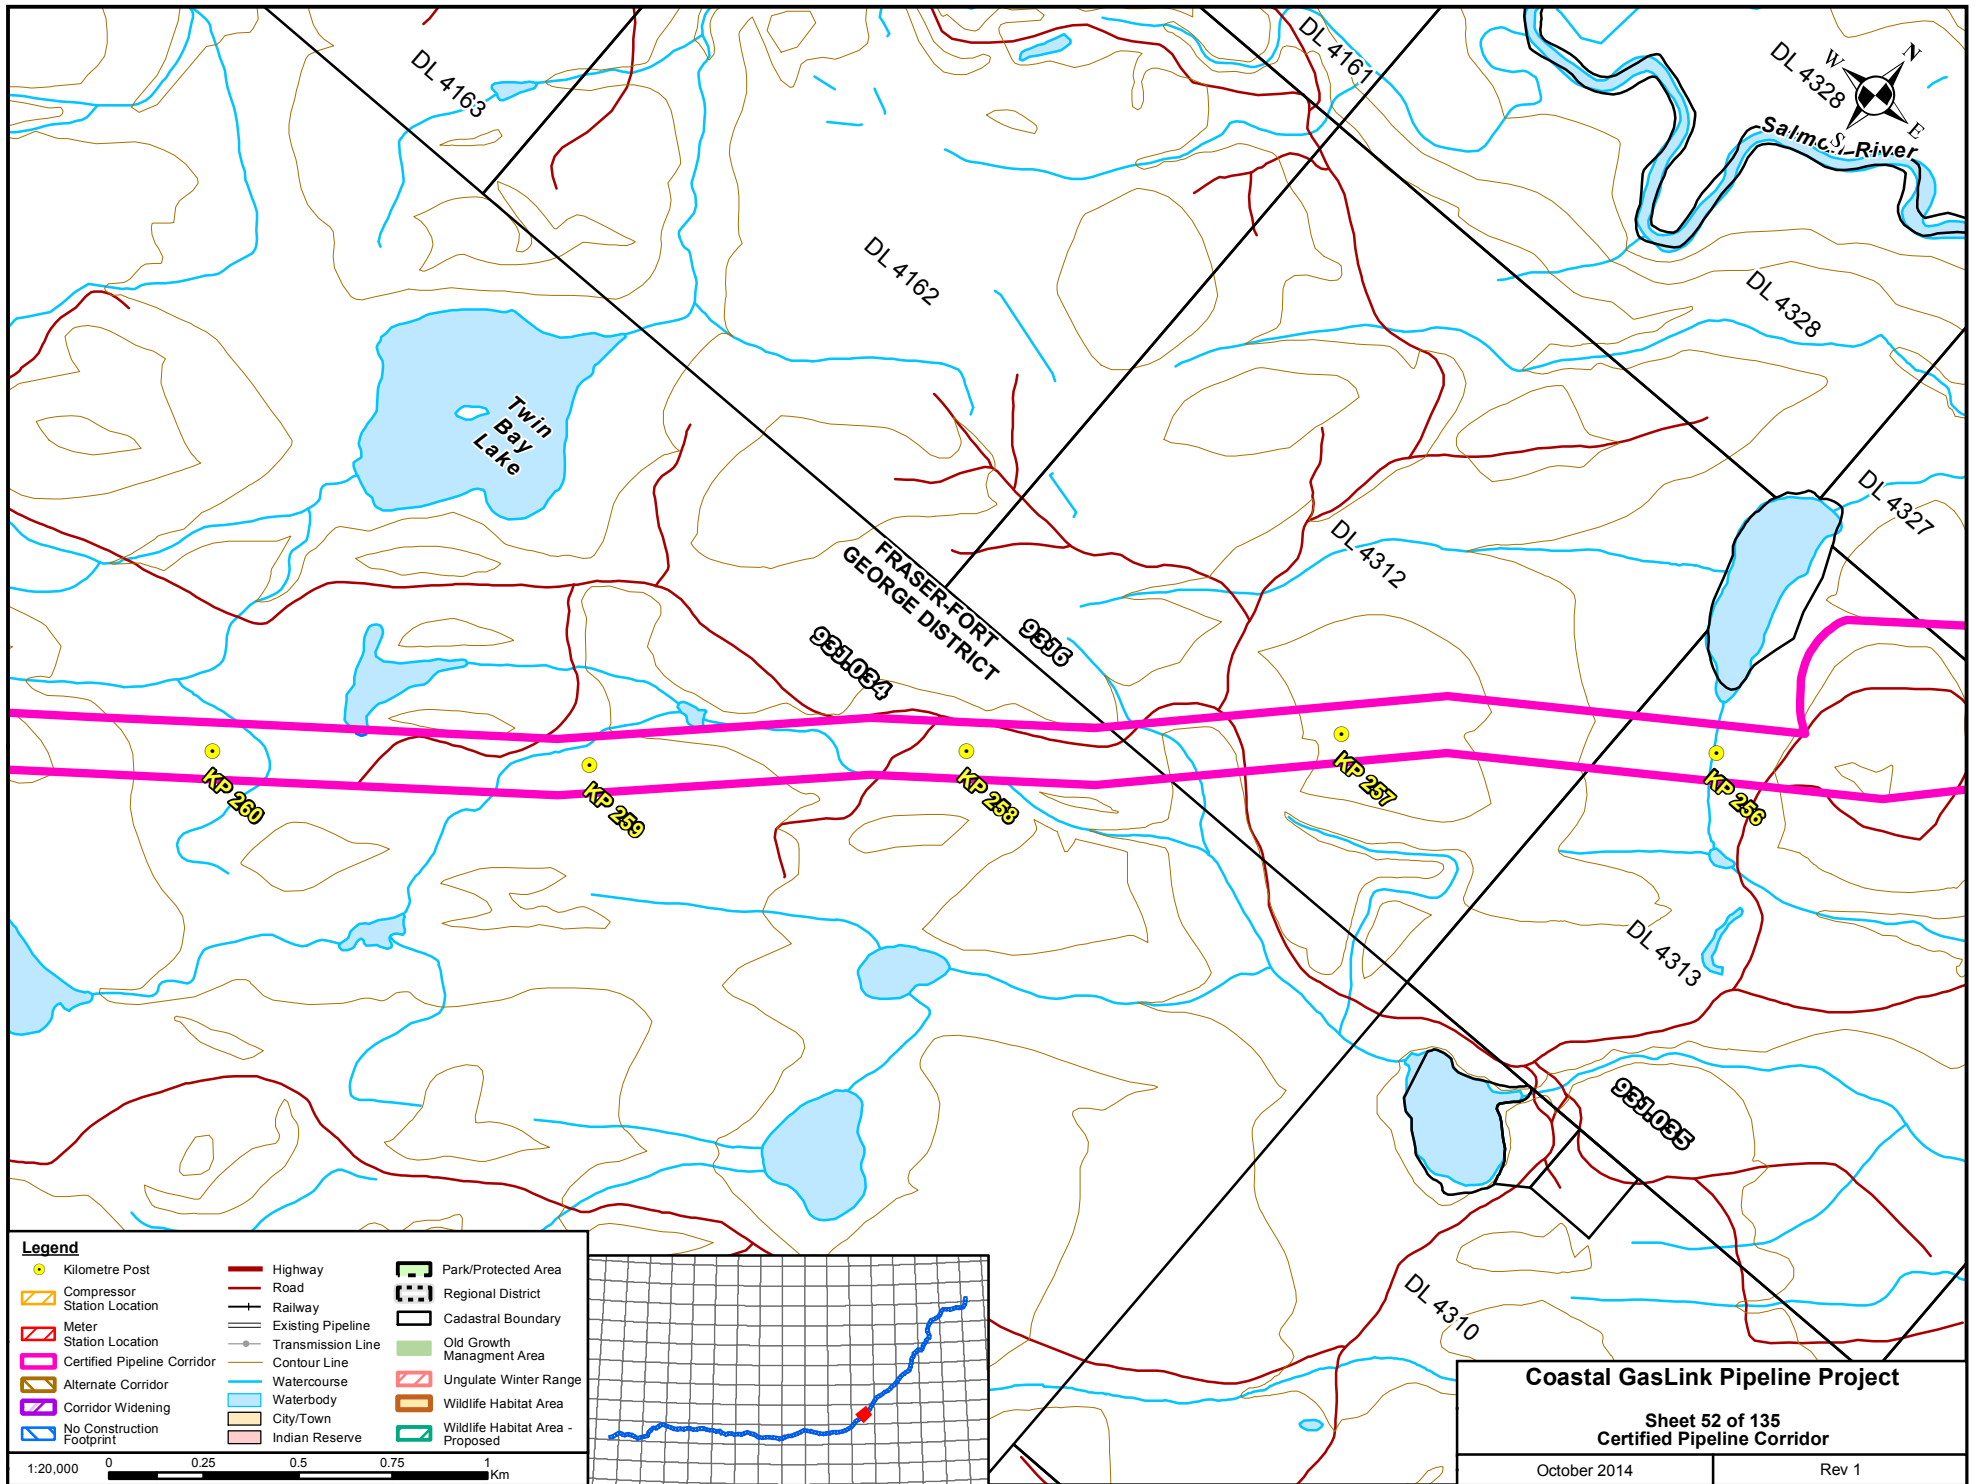 DL 4163
DL 4161
DL 4328
W
N
S
E
Salmon River
DL 4162
DL 4328
Twin
Bay
Lake
DL 4327
DL 4312
FRASER-FORT
GEORGE DISTRICT
93J6
93J.034
KP 260
KP 259
KP 258
KP 257
KP 256
DL 4313
93J.035
DL 4310
Legend
Kilometre Post
Compressor
Station Location
Meter
Station Location
Certified Pipeline Corridor
Alternate Corridor
Corridor Widening
No Construction
Footprint
Highway
Road
Railway
Existing Pipeline
Transmission Line
Contour Line
Watercourse
Waterbody
City/Town
Indian Reserve
Park/Protected Area
Regional District
Cadastral Boundary
Old Growth
Managment Area
Ungulate Winter Range
Wildlife Habitat Area
Wildlife Habitat Area -
Proposed
1:20,000
0 0.25 0.5 0.75 1
Km
Coastal GasLink Pipeline Project
Sheet 52 of 135
Certified Pipeline Corridor
October 2014
Rev 1